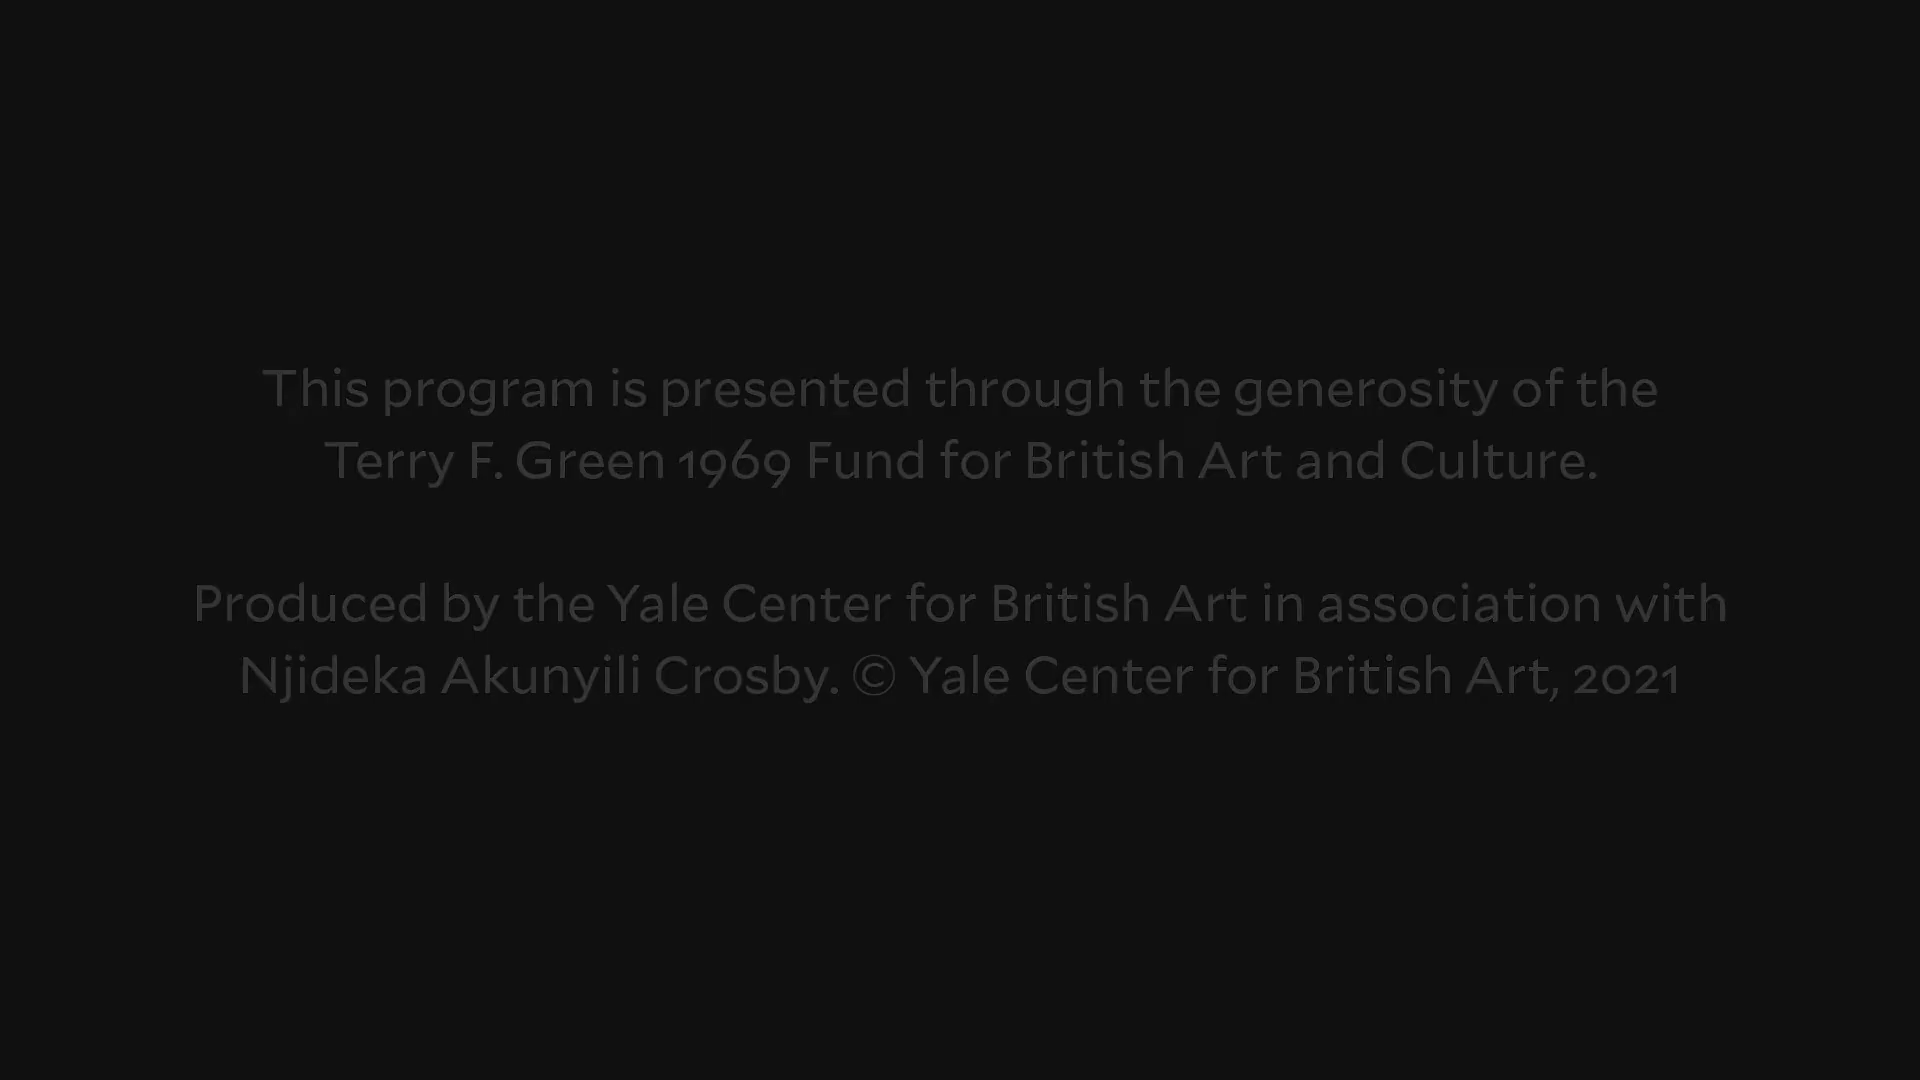 This program is presented through the generosity of the
Terry F. Green 1969 Fund for British Art and Culture.
Produced by the Yale Center for British Art in association with
Njideka Akunyili Crosby. © Yale Center for British Art, 2021